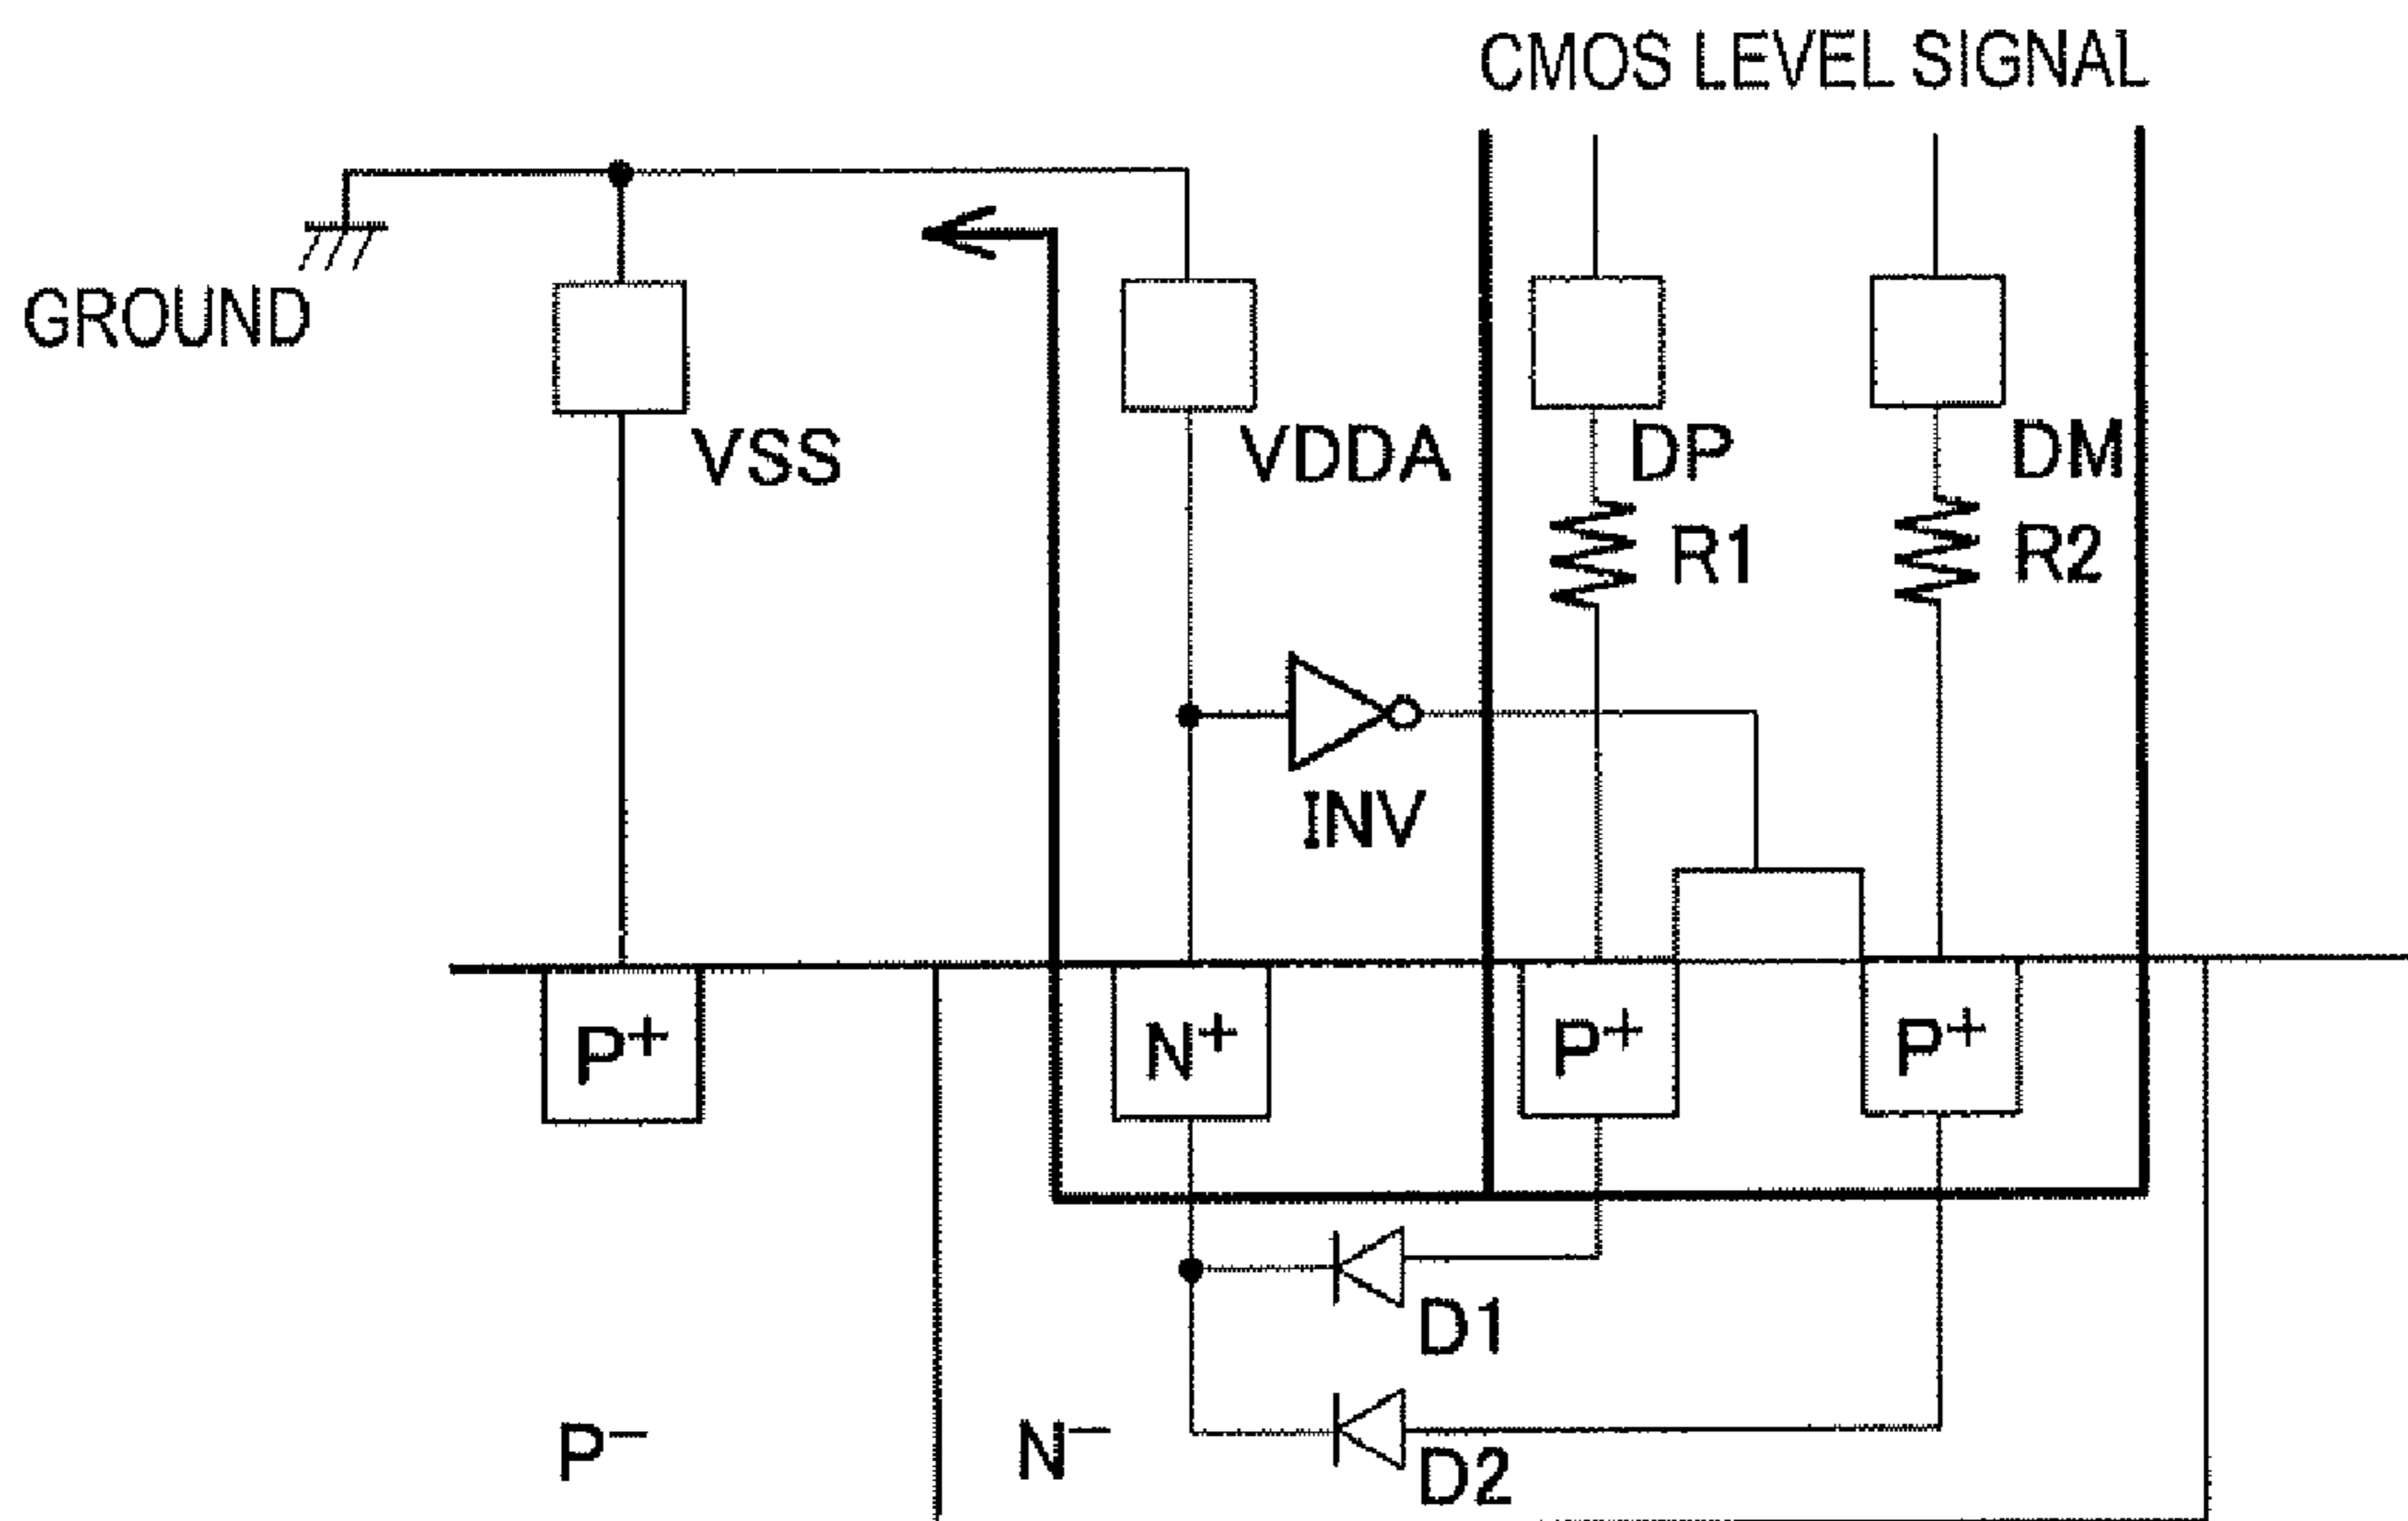 CMOS LEVEL SIGNAL
GROUND
VSS
VDDA
DP
DM
R1
R2
INV
P+
N+
P+
P+
D1
P−
N−
D2